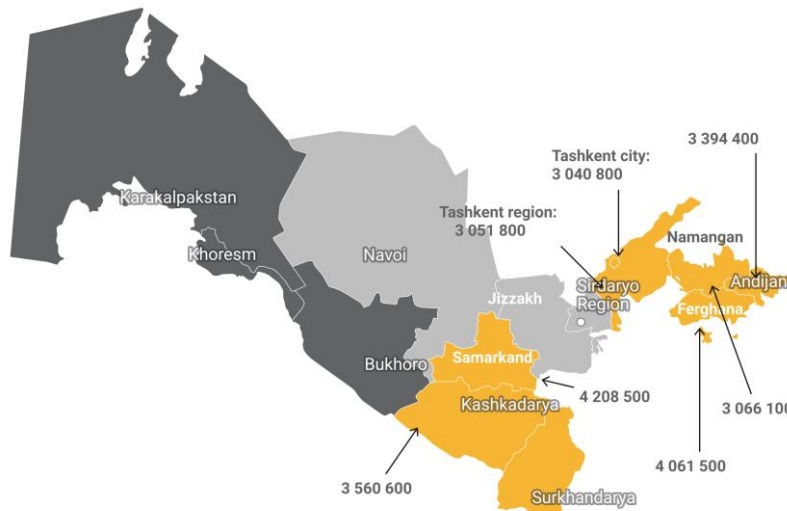 3 394 400
Tashkent city:
3 040 800
Tashkent region:
3 051 800
Karakalpakstan
Khoresm
Navoi
Namangan
Andijan
Sirdaryo
Region
Ferghana
Jizzakh
Bukhoro
Samarkand
Kashkadarya
4 208 500
3 066 100
4 061 500
3 560 600
Surkhandarya